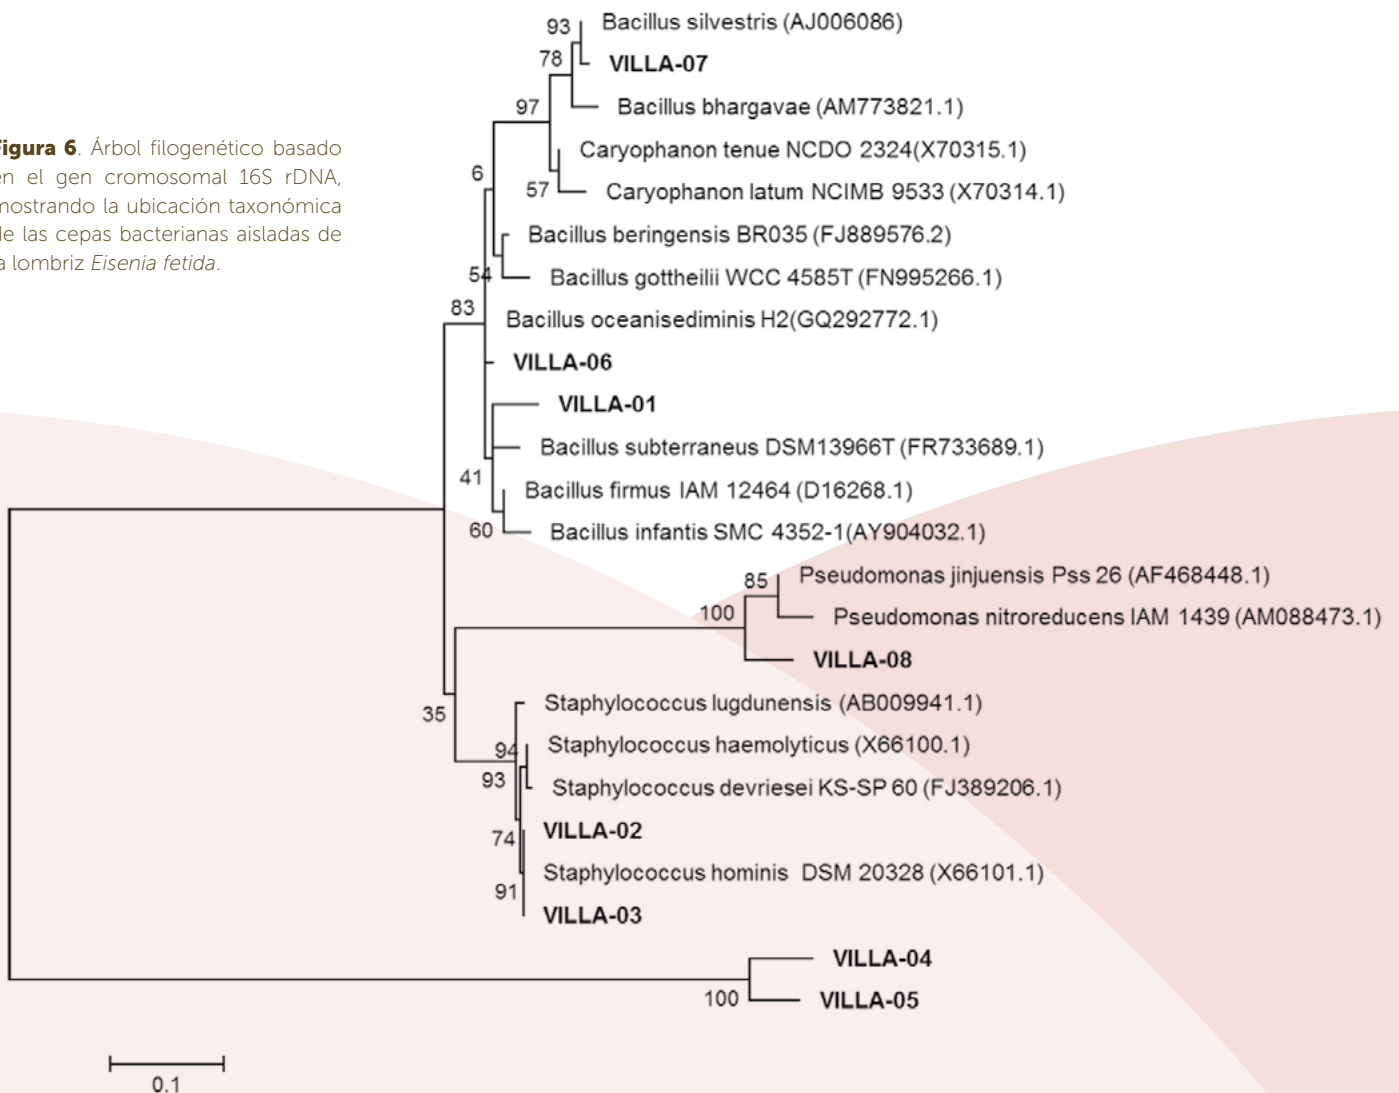 Figura 6. Árbol filogenético basado
en el gen cromosomal 16S rDNA,
mostrando la ubicación taxonómica
de las cepas bacterianas aisladas de
la lombriz Eisenia fetida.
93
Bacillus silvestris (AJ006086)
78
VILLA-07
97
Bacillus bhargavae (AM773821.1)
Caryophanon tenue NCDO 2324(X70315.1)
6
57
Caryophanon latum NCIMB 9533 (X70314.1)
Bacillus beringensis BR035 (FJ889576.2)
54
Bacillus gottheilii WCC 4585T (FN995266.1)
83
Bacillus oceanisediminis H2(GQ292772.1)
VILLA-06
VILLA-01
Bacillus subterraneus DSM13966T (FR733689.1)
41
Bacillus firmus IAM 12464 (D16268.1)
60
Bacillus infantis SMC 4352-1(AY904032.1)
85
Pseudomonas jinjuensis Pss 26 (AF468448.1)
100
Pseudomonas nitroreducens IAM 1439 (AM088473.1)
VILLA-08
35
Staphylococcus lugdunensis (AB009941.1)
94
Staphylococcus haemolyticus (X66100.1)
93
Staphylococcus devriesei KS-SP 60 (FJ389206.1)
74
VILLA-02
Staphylococcus hominis DSM 20328 (X66101.1)
91
VILLA-03
VILLA-04
100
VILLA-05
0.1